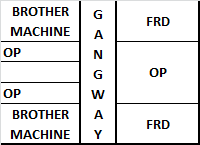 BROTHER
MACHINE
OP
OP
BROTHER
MACHINE
G
A
N
G
W
A
Y
FRD
OP
FRD